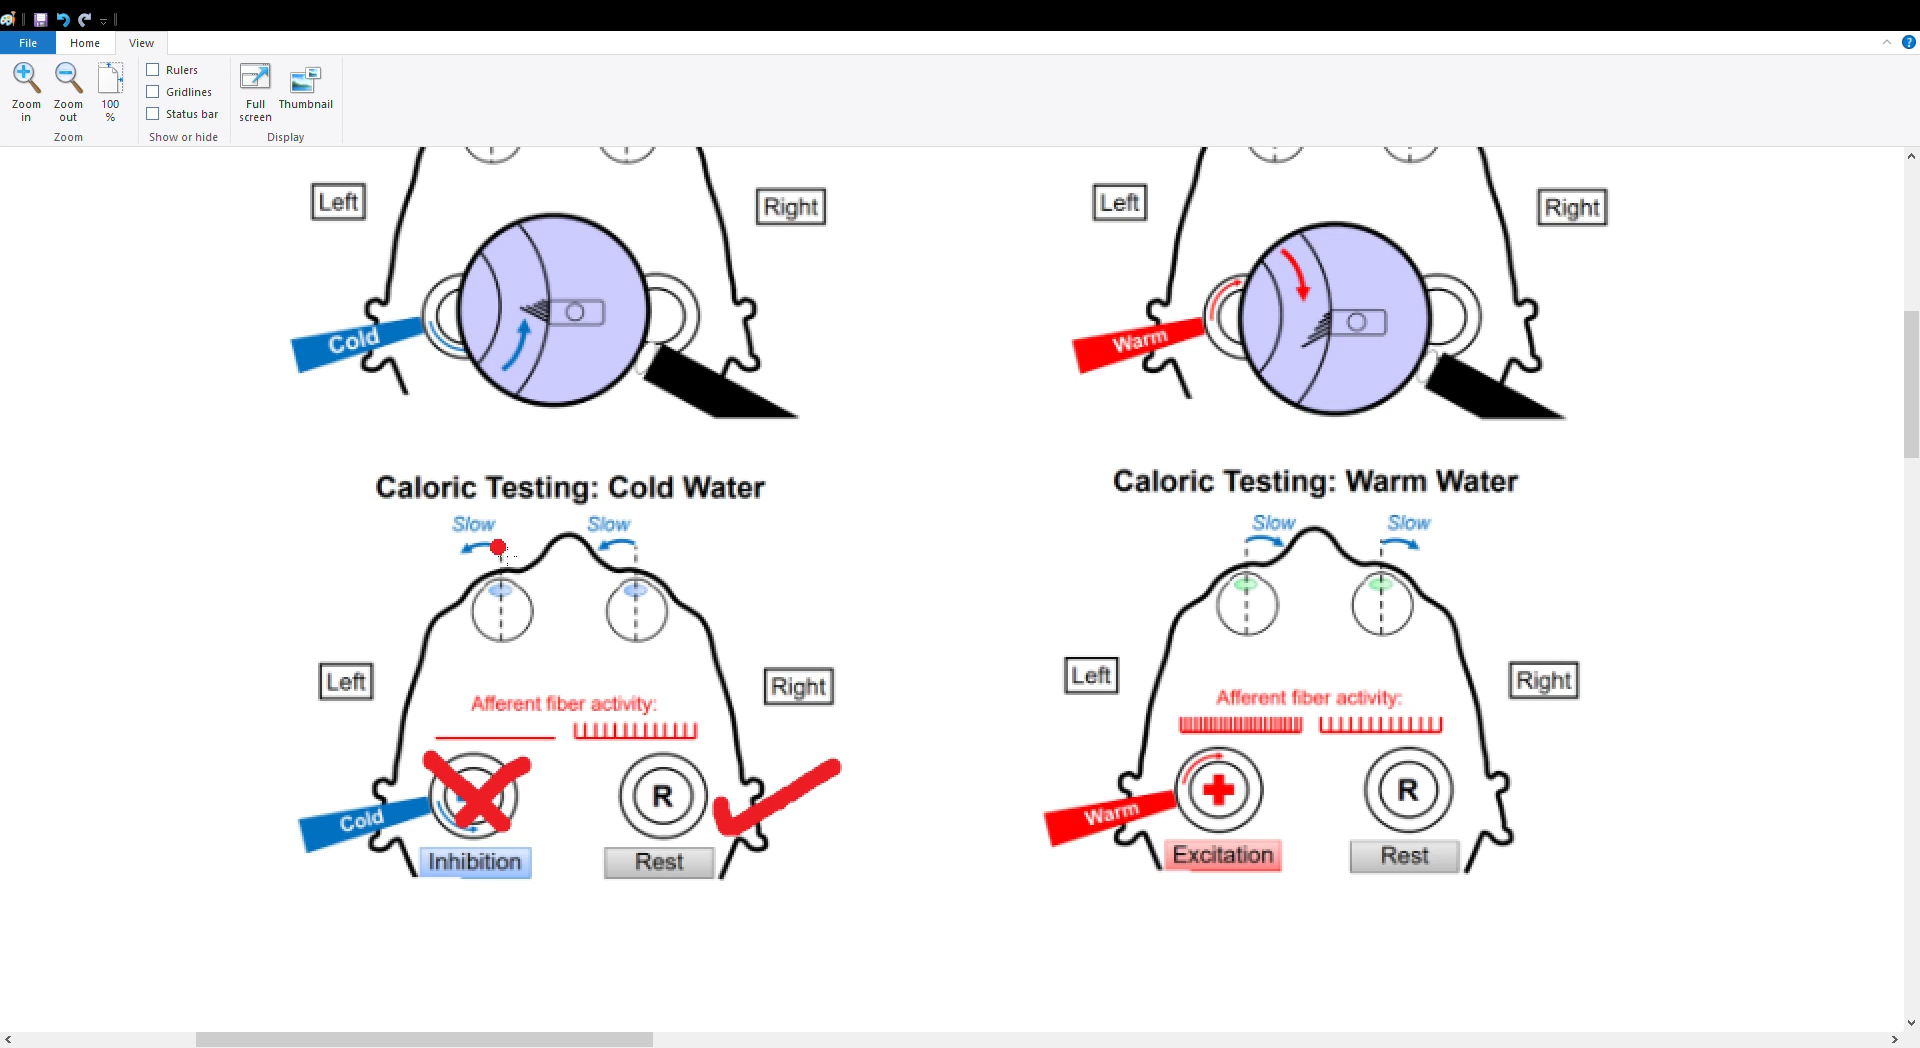 File Home View
Zoom in Zoom out 100 % Rulers Gridlines Status bar Full screen Thumbnail
Zoom Show or hide Display
Left Right Left Right
Cold Warm
Caloric Testing: Cold Water Caloric Testing: Warm Water
Slow Slow Slow Slow
Left Right Left Right
Afferent fiber activity: Afferent fiber activity:
R R
Cold Warm
Inhibition Rest Excitation Rest